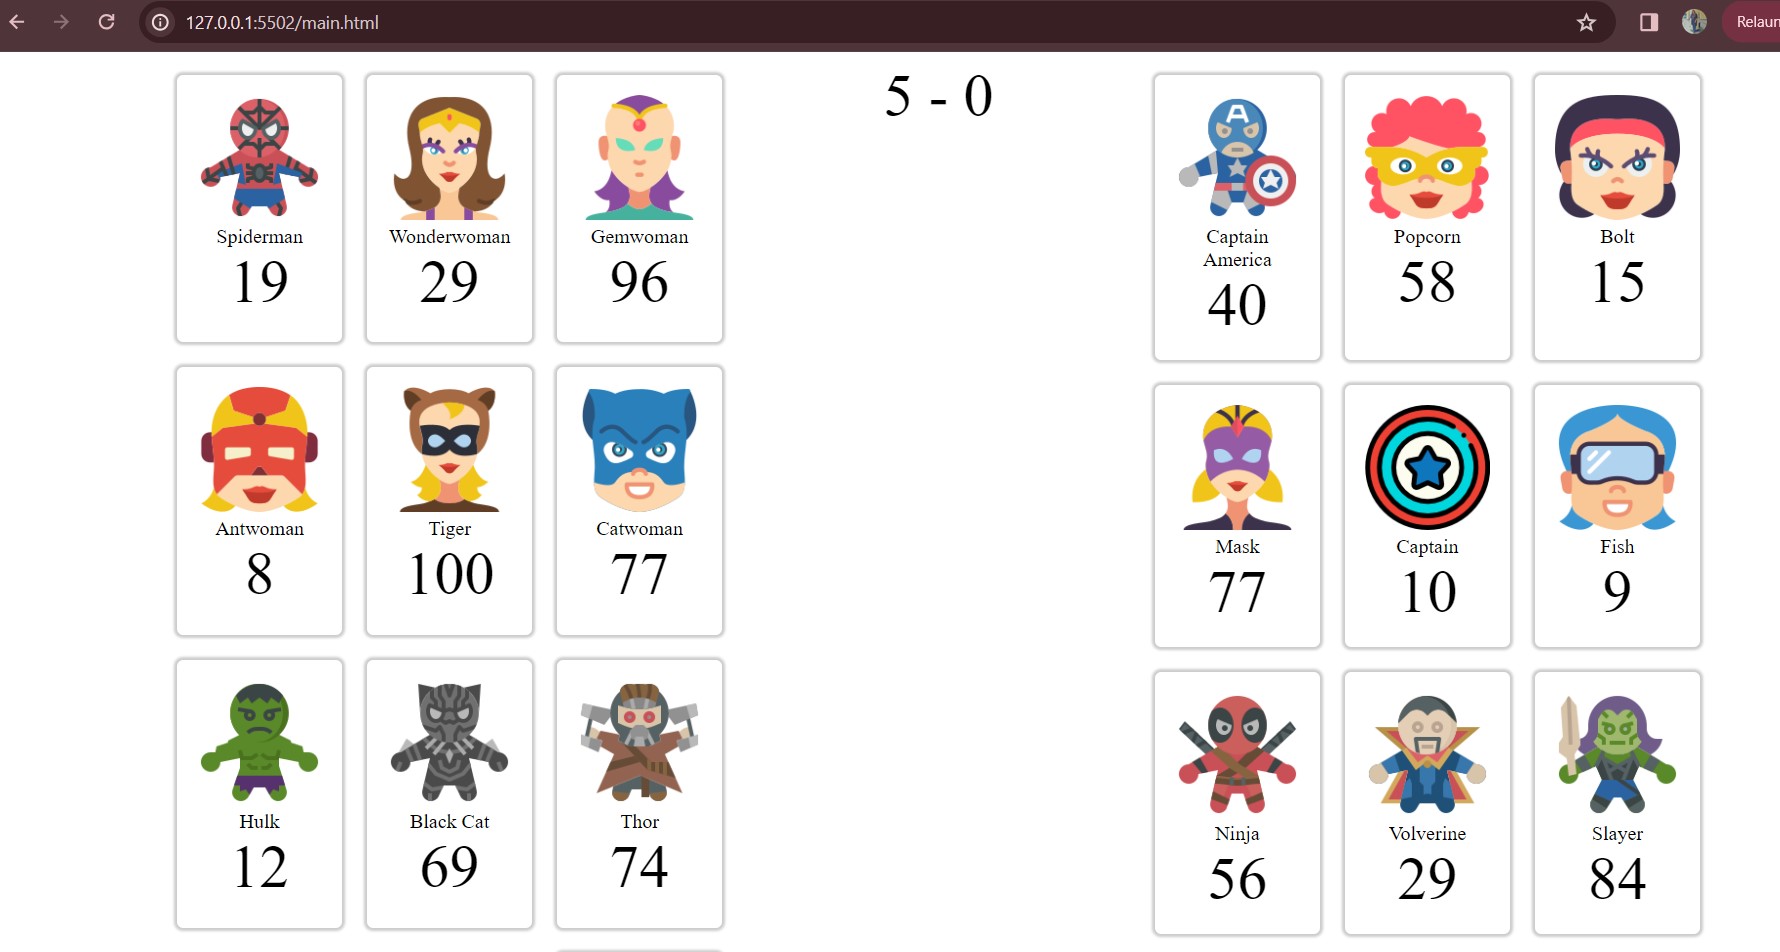 127.0.0.1:5502/main.html
Relaun
5 - 0
Spiderman
19
Wonderwoman
29
Gemwoman
96
Antwoman
8
Tiger
100
Catwoman
77
Hulk
12
Black Cat
69
Thor
74
A
Captain
America
40
Popcorn
58
Bolt
15
Mask
77
Captain
10
Fish
9
Ninja
56
Volverine
29
Slayer
84